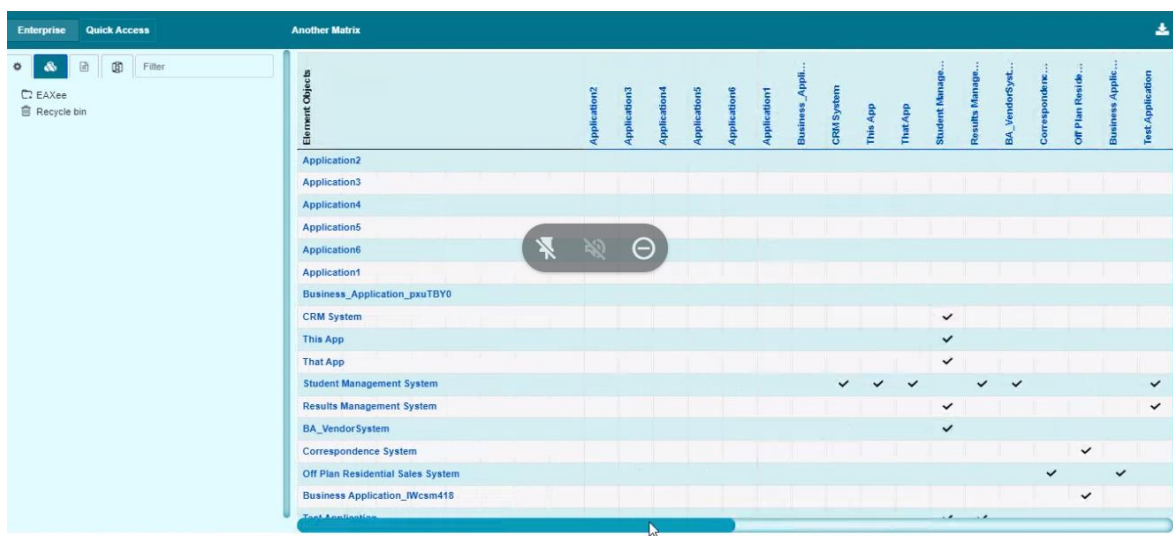 Enterprise Quick Access Another Matrix
Filter
EAXee
Recycle bin
Element Objects Application2 Application3 Application4 Application5 Application6 Application1 Business_Appli... CRM System This App That App Student Manage... Results Manage... BA_VendorSyst... Correspondenc... Off Plan Reside... Business Applic... Test Application
Application2
Application3
Application4
Application5
Application6
Application1
Business_Application_pxuTBY0
CRM System
This App
That App
Student Management System
Results Management System
BA_VendorSystem
Correspondence System
Off Plan Residential Sales System
Business Application_IWcsm418
Test Application